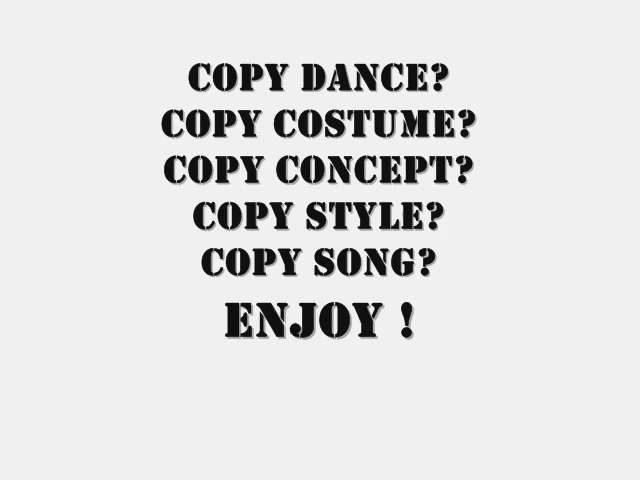 COPY DANCE?
COPY COSTUME?
COPY CONCEPT?
COPY STYLE?
COPY SONG?
ENJOY !